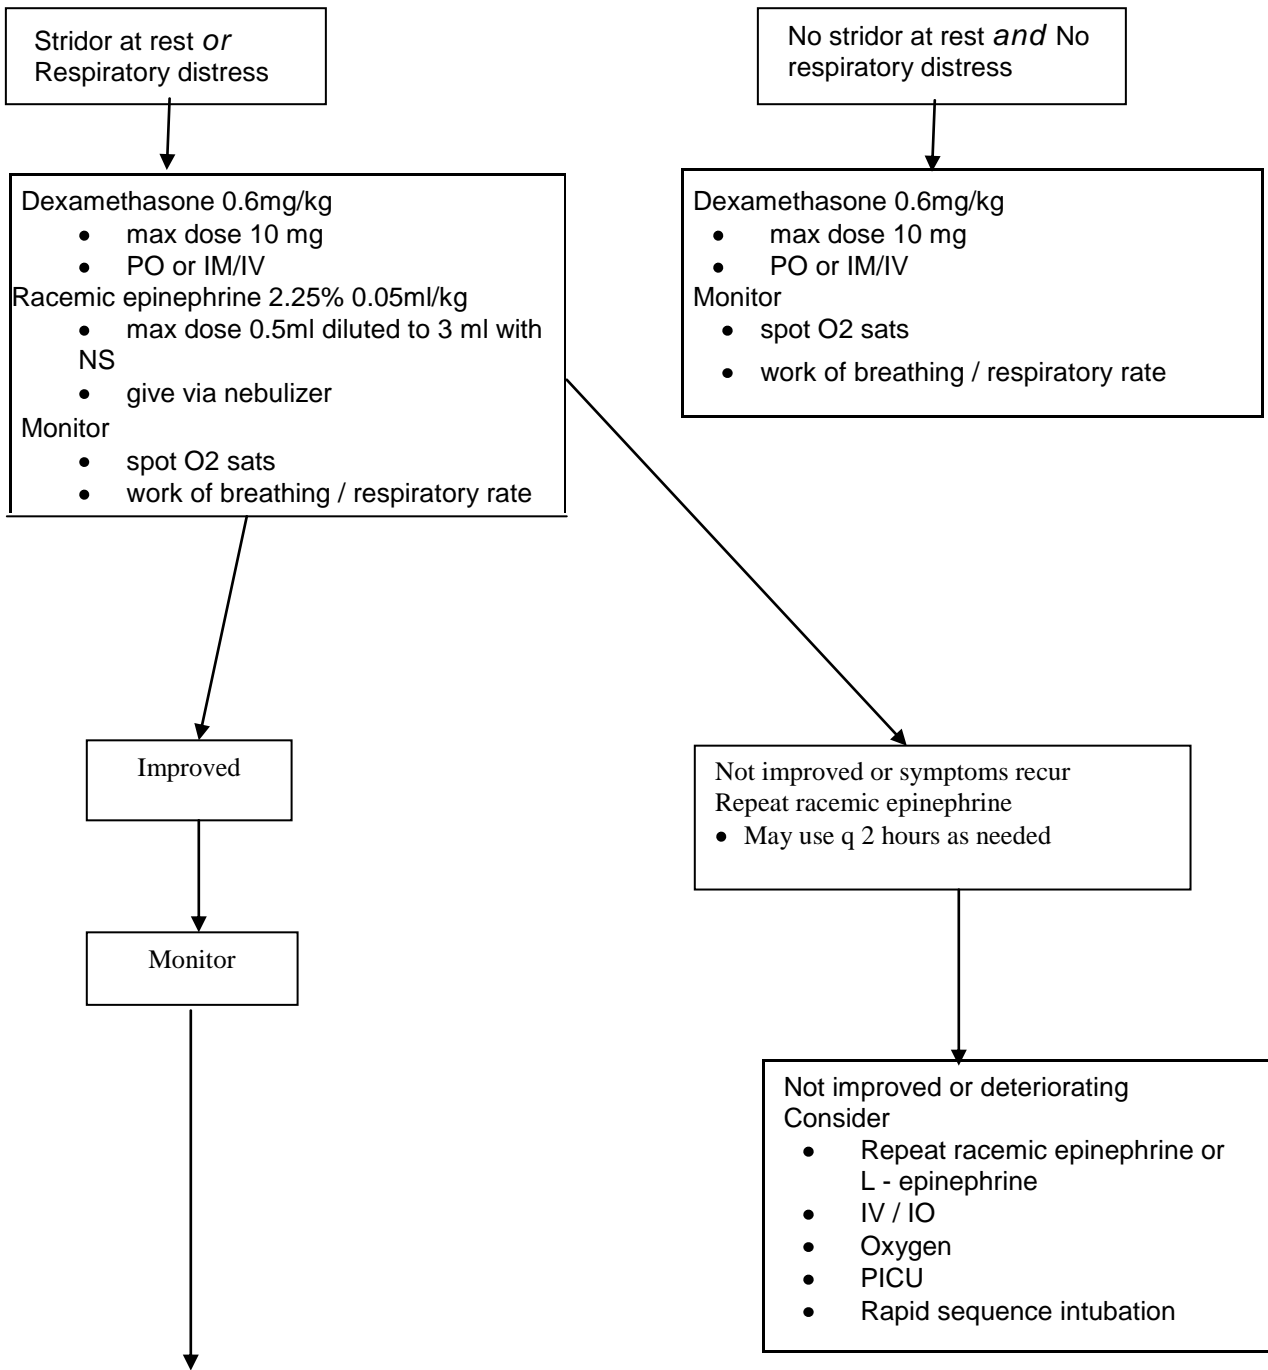 Stridor at rest or
Respiratory distress
No stridor at rest and No
respiratory distress
Dexamethasone 0.6mg/kg
• max dose 10 mg
• PO or IM/IV
Racemic epinephrine 2.25% 0.05ml/kg
• max dose 0.5ml diluted to 3 ml with
NS
• give via nebulizer
Monitor
• spot O2 sats
• work of breathing / respiratory rate
Dexamethasone 0.6mg/kg
• max dose 10 mg
• PO or IM/IV
Monitor
• spot O2 sats
• work of breathing / respiratory rate
Improved
Monitor
Not improved or symptoms recur
Repeat racemic epinephrine
• May use q 2 hours as needed
Not improved or deteriorating
Consider
• Repeat racemic epinephrine or
L - epinephrine
• IV / IO
• Oxygen
• PICU
• Rapid sequence intubation